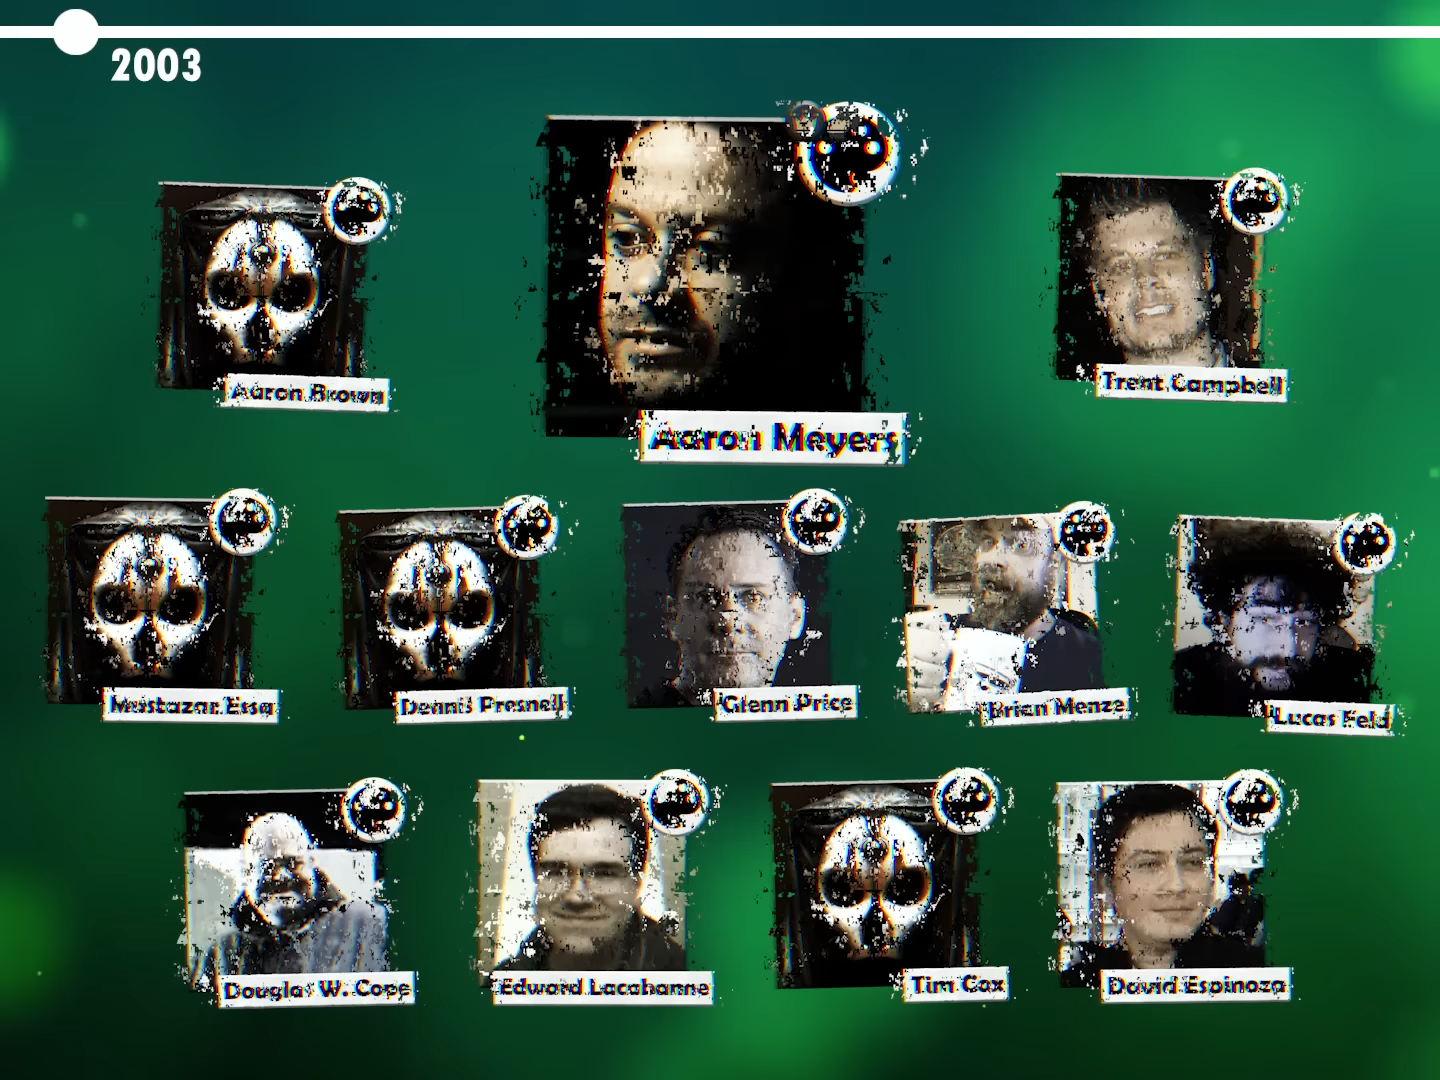 2003
Aaron Brown
Aaron Meyers
Trent Campbell
Mustazar Essa
Dennis Presnell
Glenn Price
Brian Menze
Lucas Feld
Douglas W. Cope
Edward Lacabanne
Tim Cox
David Espinoza